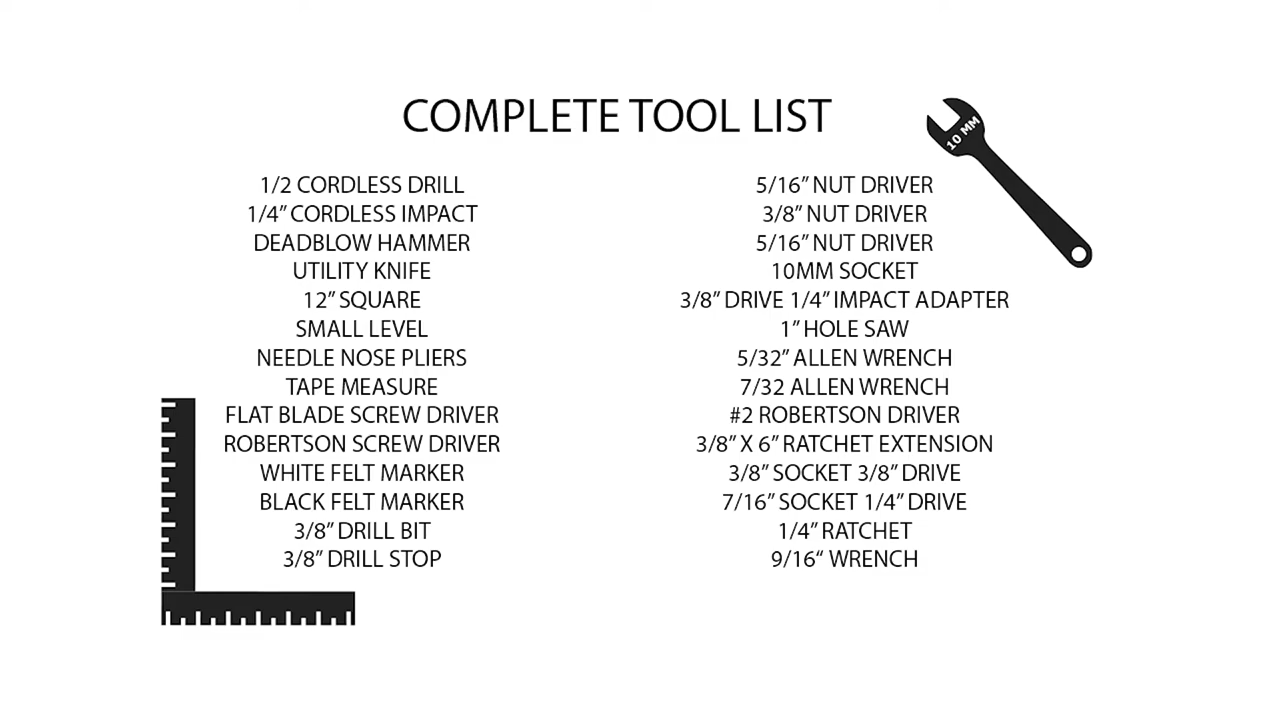 COMPLETE TOOL LIST
10 MM
1/2 CORDLESS DRILL
1/4” CORDLESS IMPACT
DEADBLOW HAMMER
UTILITY KNIFE
12” SQUARE
SMALL LEVEL
NEEDLE NOSE PLIERS
TAPE MEASURE
FLAT BLADE SCREW DRIVER
ROBERTSON SCREW DRIVER
WHITE FELT MARKER
BLACK FELT MARKER
3/8” DRILL BIT
3/8” DRILL STOP
5/16” NUT DRIVER
3/8” NUT DRIVER
5/16” NUT DRIVER
10MM SOCKET
3/8” DRIVE 1/4” IMPACT ADAPTER
1” HOLE SAW
5/32” ALLEN WRENCH
7/32 ALLEN WRENCH
#2 ROBERTSON DRIVER
3/8” X 6” RATCHET EXTENSION
3/8” SOCKET 3/8” DRIVE
7/16” SOCKET 1/4” DRIVE
1/4” RATCHET
9/16“ WRENCH